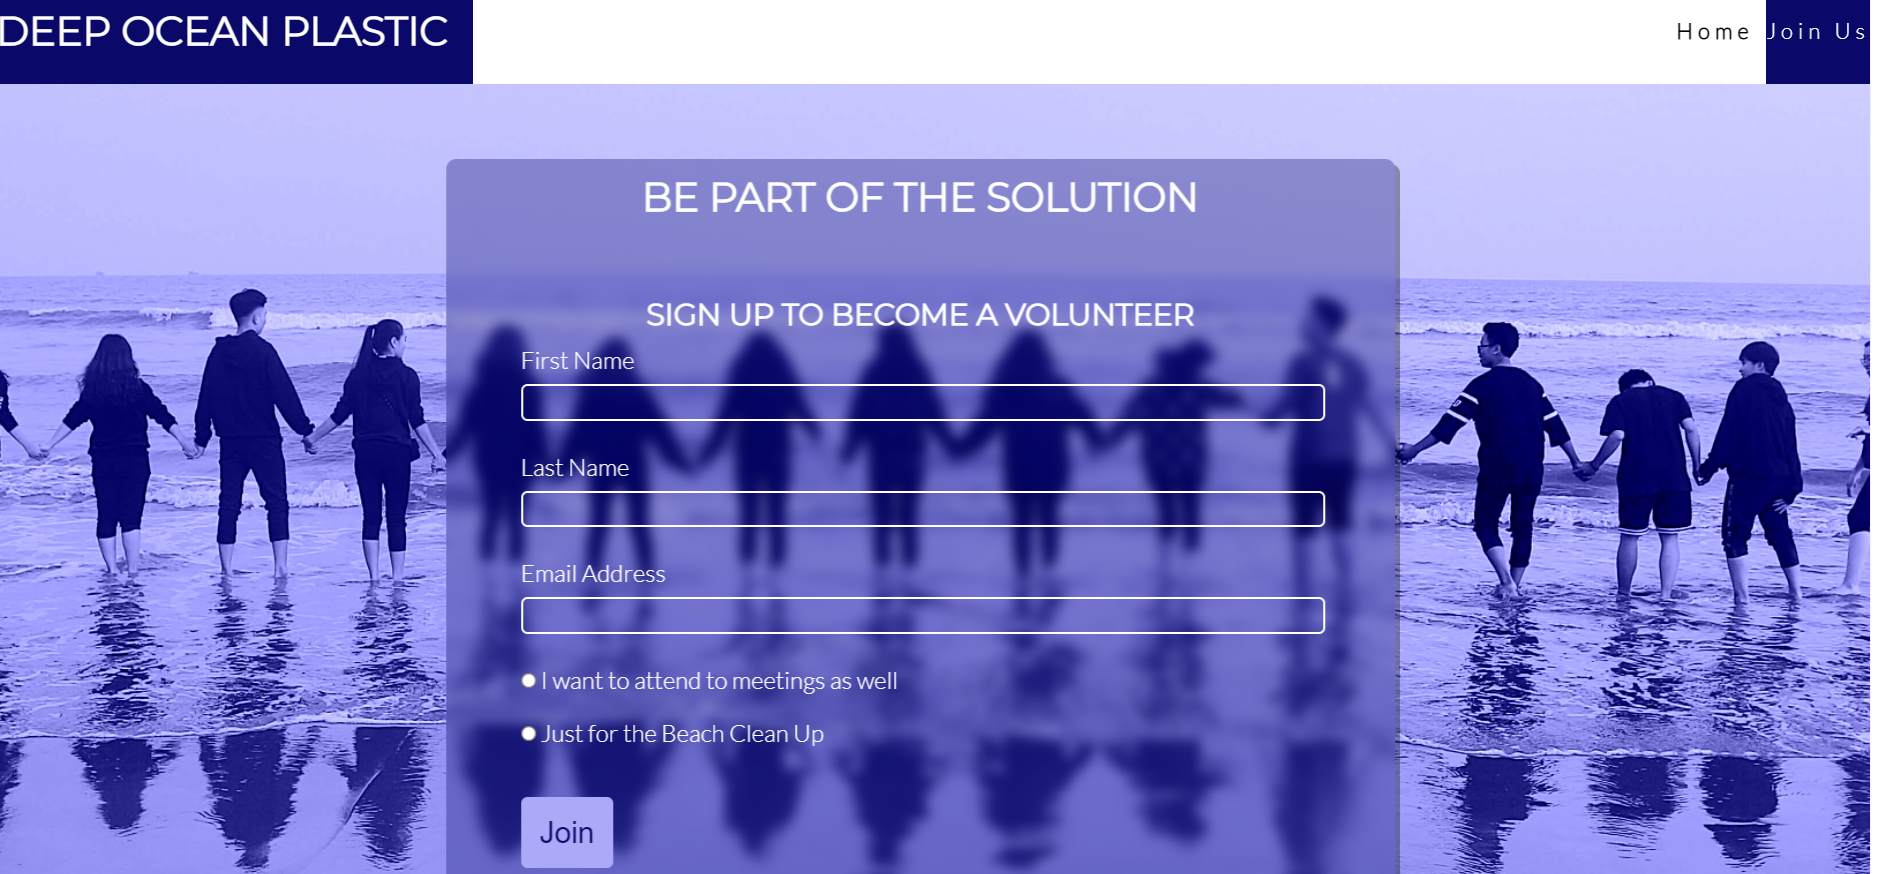 DEEP OCEAN PLASTIC
Home
Join Us
BE PART OF THE SOLUTION
SIGN UP TO BECOME A VOLUNTEER
First Name
Last Name
Email Address
I want to attend to meetings as well
Just for the Beach Clean Up
Join